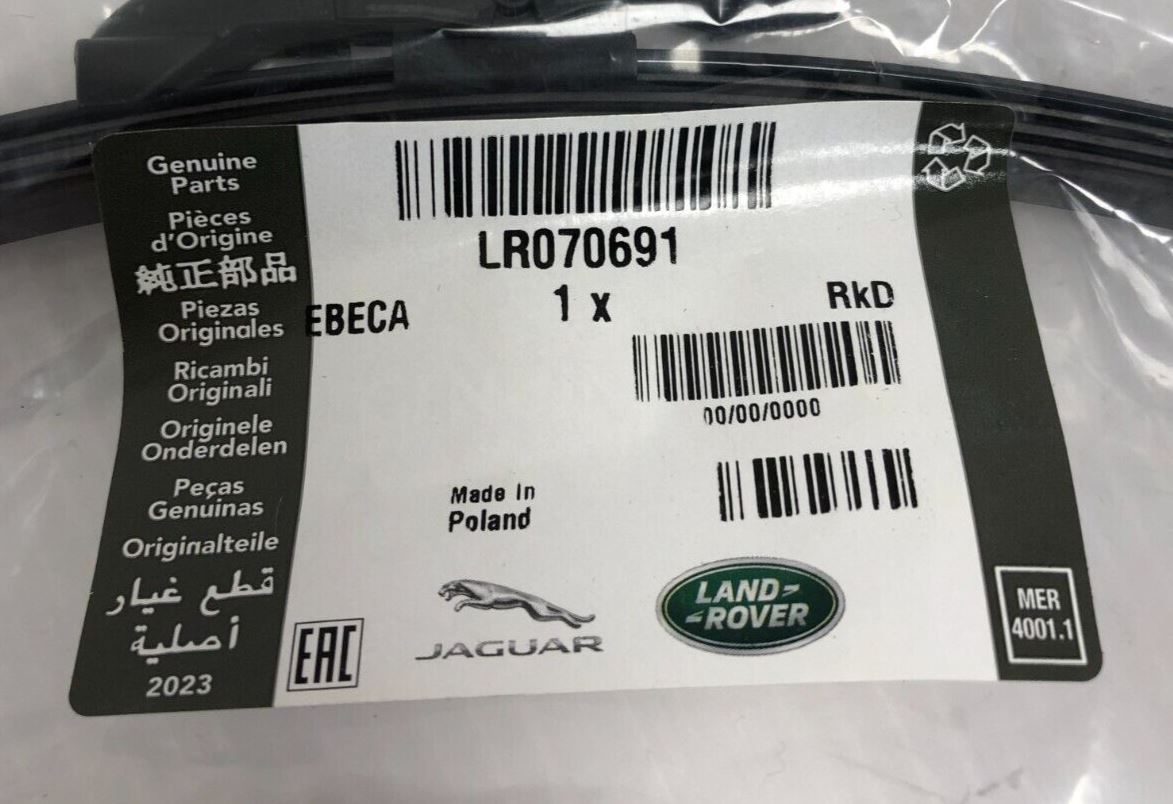 Genuine
Parts
Pièces
d'Origine
純正部品
Piezas
Originales
Ricambi
Originali
Originele
Onderdelen
Peças
Genuinas
Originalteile
قطع غيار
أصلية
2023
LR070691
1 x
RkD
EBECA
00/00/0000
Made In
Poland
EAC
JAGUAR
LAND
ROVER
MER
4001.1